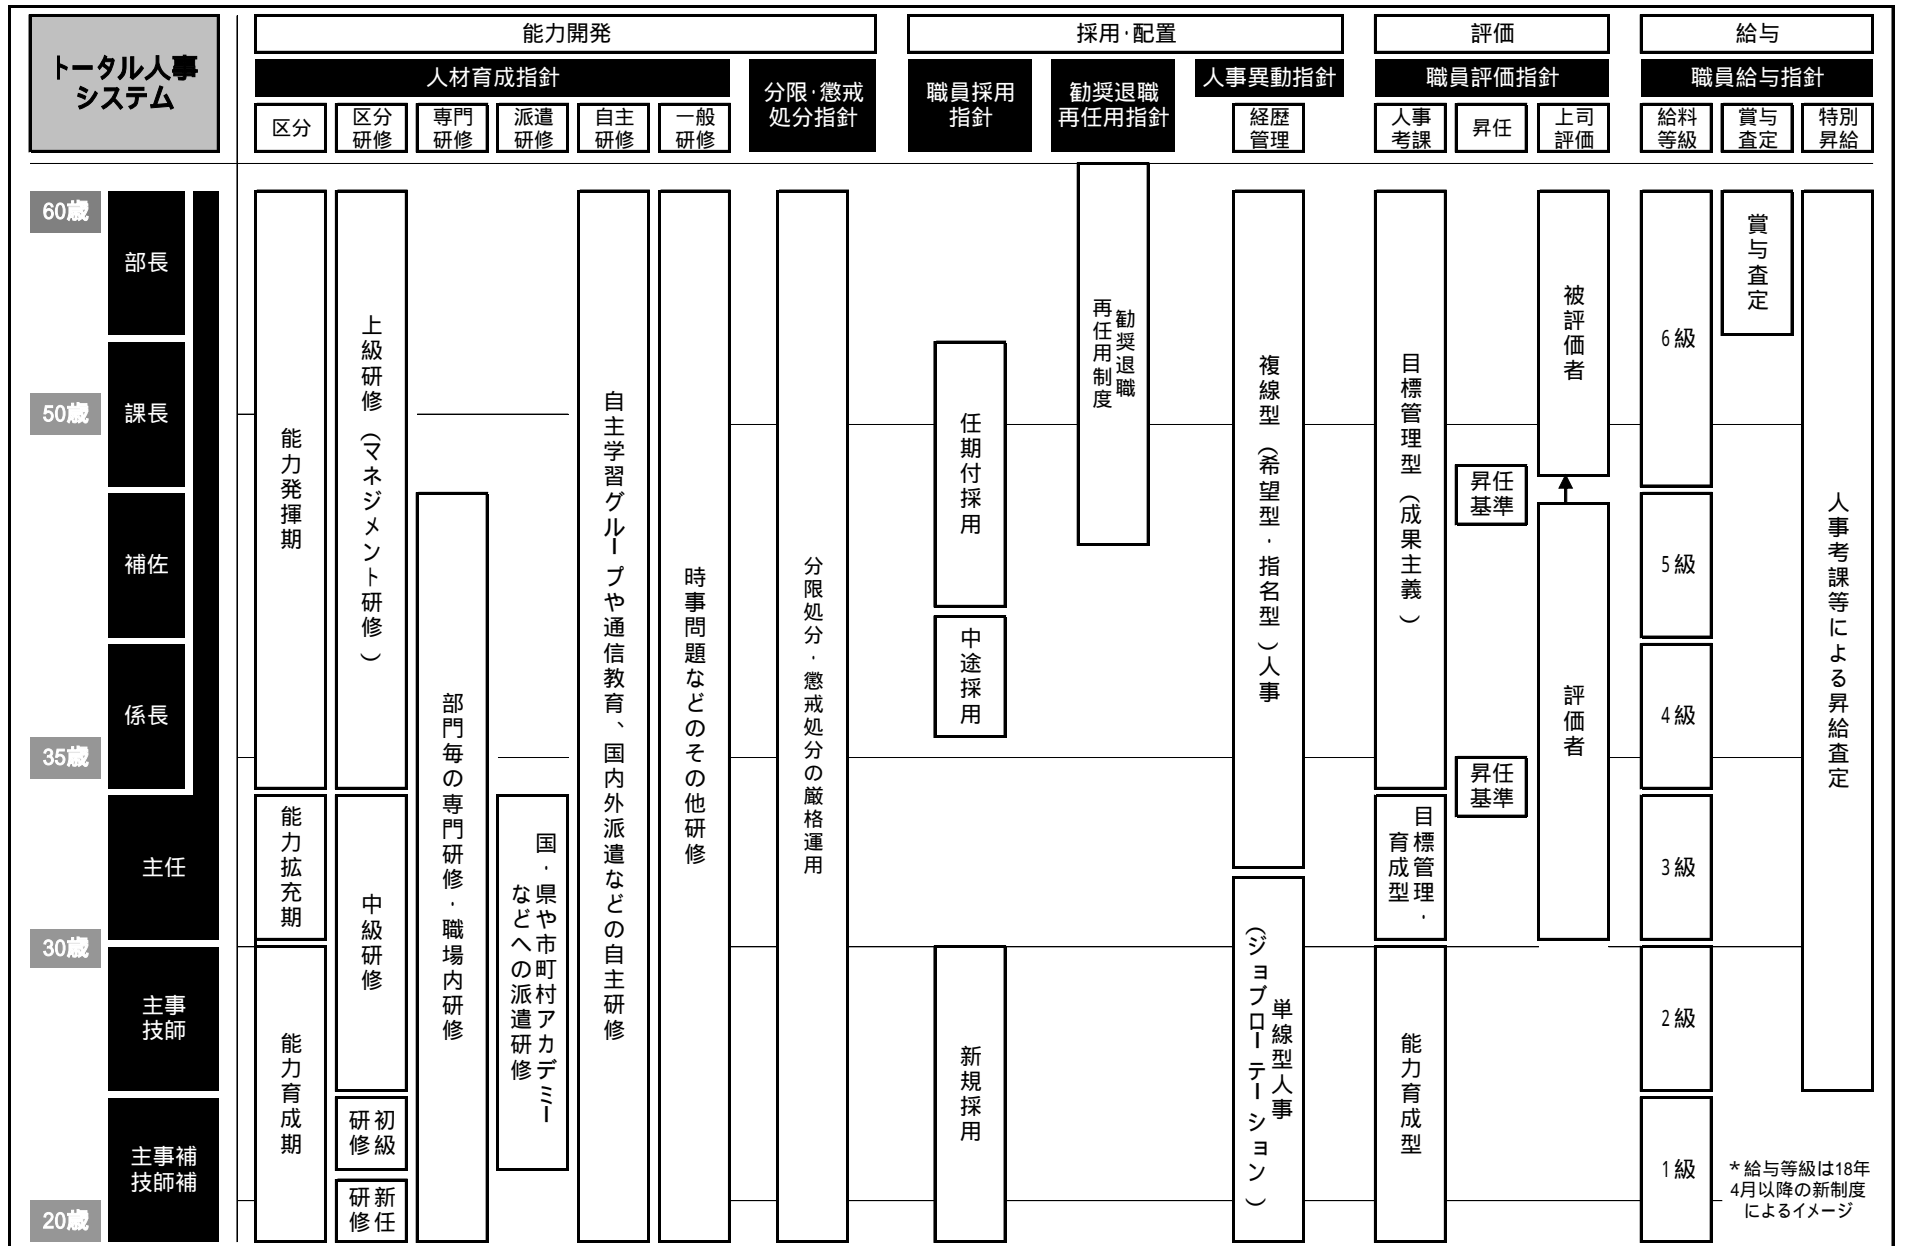 トータル人事
システム
能力開発
採用・配置
評価
給与
人材育成指針
分限・懲戒
処分指針
職員採用
指針
勧奨退職
再任用指針
人事異動指針
職員評価指針
職員給与指針
区分
区分
研修
専門
研修
派遣
研修
自主
研修
一般
研修
経歴
管理
人事
考課
昇任
上司
評価
給料
等級
賞与
査定
特別
昇給
60歳
50歳
35歳
30歳
20歳
部長
課長
補佐
係長
主任
主事
技師
主事補
技師補
能力発揮期
能力拡充期
能力育成期
上級研修（マネジメント研修）
中級研修
初級
研修
新任
研修
部門毎の専門研修・職場内研修
国・県や市町村アカデミー
などへの派遣研修
自主学習グループや通信教育、国内外派遣などの自主研修
時事問題などのその他研修
分限処分・懲戒処分の厳格運用
任期付採用
中途採用
新規採用
勧奨退職
再任用制度
複線型（希望型・指名型）人事
単線型人事
（ジョブローテーション）
目標管理型（成果主義）
目標管理・
育成型
能力育成型
昇任
基準
昇任
基準
被評価者
評価者
6級
5級
4級
3級
2級
1級
賞与査定
人事考課等による昇給査定
*給与等級は18年
4月以降の新制度
によるイメージ